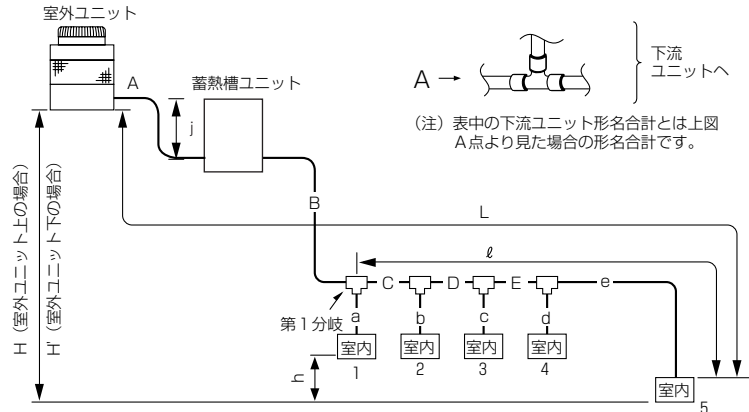 室外ユニット
A
蓄熱槽ユニット
j
A
下流
ユニットへ
(注) 表中の下流ユニット形名合計とは上図
A点より見た場合の形名合計です。
H (室外ユニット上の場合)
H' (室外ユニット下の場合)
B
L
ℓ
C D E e
第1分岐
a b c d
室内 室内 室内 室内
1 2 3 4
h
室内
5